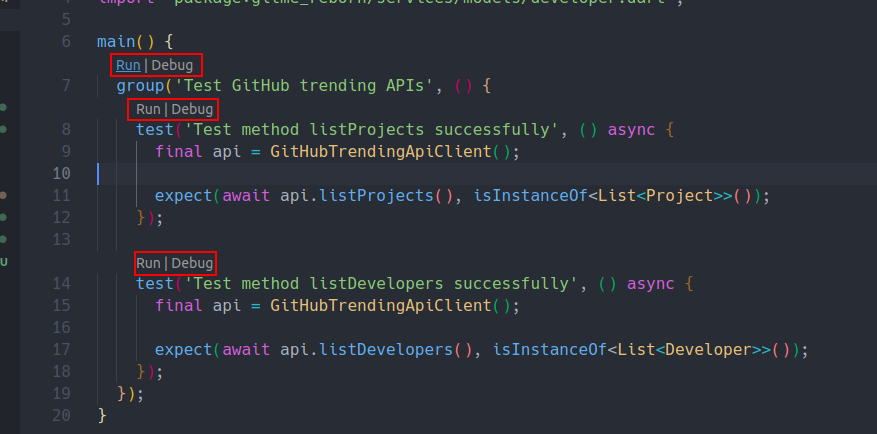 4 import 'package:gitme_reborn/services/models/developer.dart';
5
6 main() {
Run | Debug
7 group('Test GitHub trending APIs', () {
Run | Debug
8 test('Test method listProjects successfully', () async {
9 final api = GitHubTrendingApiClient();
10
11 expect(await api.listProjects(), isInstanceOf<List<Project>>());
12 });
13
Run | Debug
14 test('Test method listDevelopers successfully', () async {
15 final api = GitHubTrendingApiClient();
16
17 expect(await api.listDevelopers(), isInstanceOf<List<Developer>>());
18 });
19 });
20 }
U